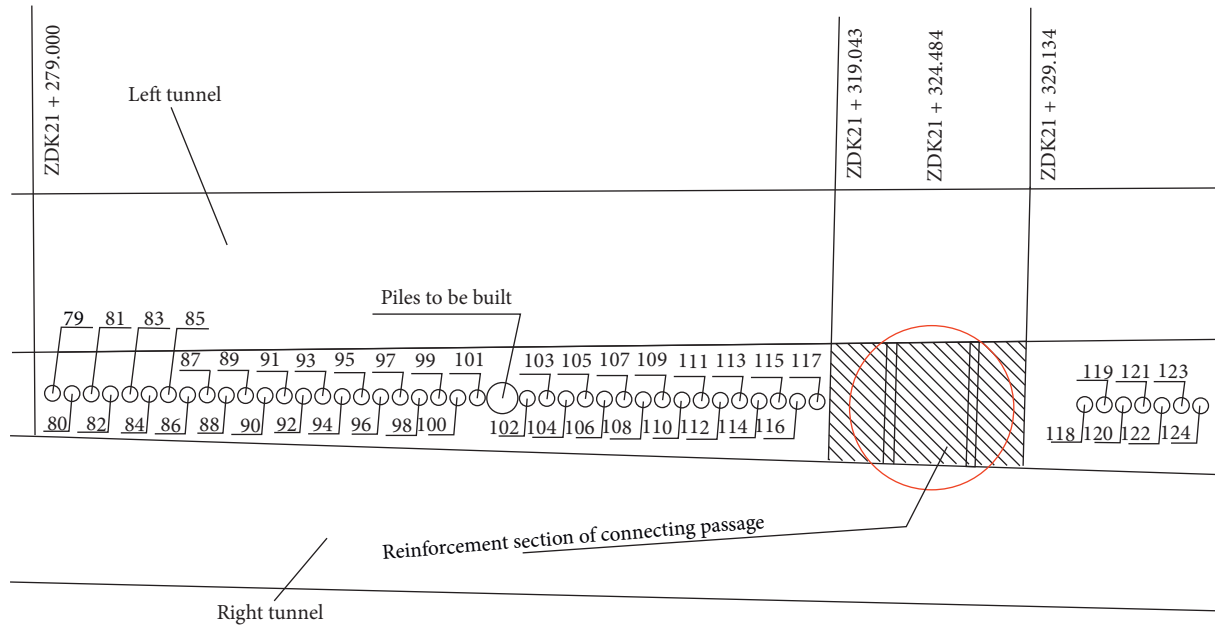 ZDK21 + 279.000
ZDK21 + 319.043
ZDK21 + 324.484
ZDK21 + 329.134
Left tunnel
Piles to be built
79 81 83 85
87 89 91 93 95 97 99 101 103 105 107 109 111 113 115 117
119 121 123
80 82 84 86 88 90 92 94 96 98 100 102 104 106 108 110 112 114 116
118 120 122 124
Reinforcement section of connecting passage
Right tunnel